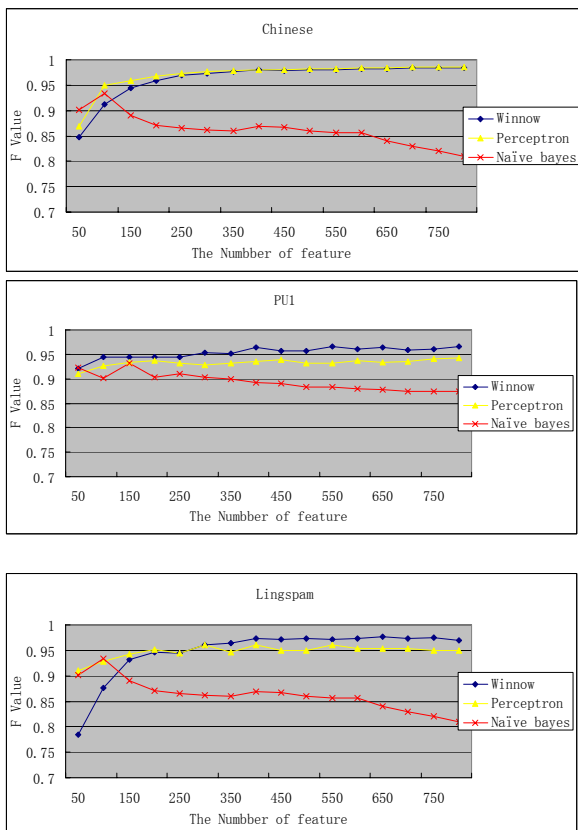 Chinese
1
0.95
0.9
0.85
0.8
0.75
0.7
F Value
50 150 250 350 450 550 650 750
The Numbber of feature
Winnow
Perceptron
Naïve bayes
PU1
1
0.95
0.9
0.85
0.8
0.75
0.7
F Value
50 150 250 350 450 550 650 750
The Numbber of feature
Winnow
Perceptron
Naïve bayes
Lingspam
1
0.95
0.9
0.85
0.8
0.75
0.7
F Value
50 150 250 350 450 550 650 750
The Numbber of feature
Winnow
Perceptron
Naïve bayes